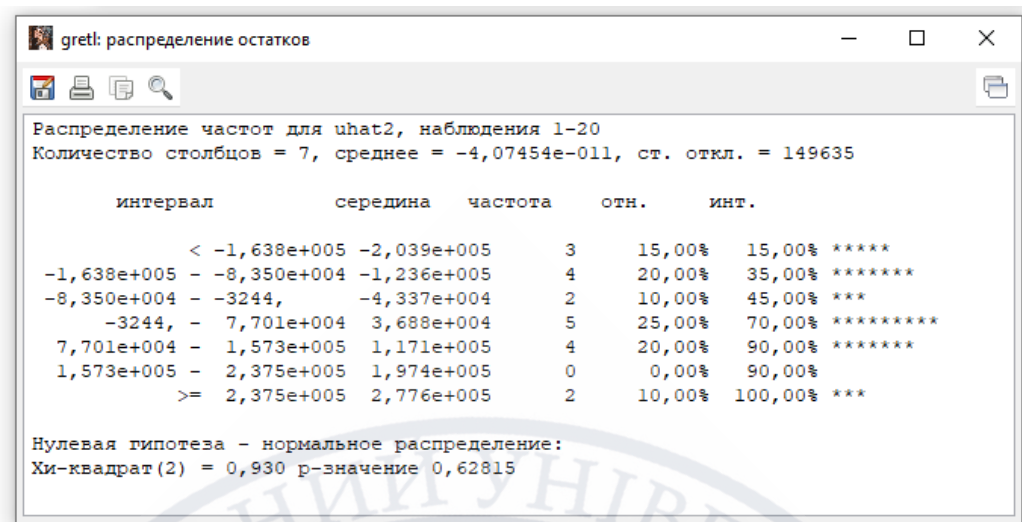 gretl: распределение остатков
Распределение частот для uhat2, наблюдения 1-20
Количество столбцов = 7, среднее = -4,07454e-011, ст. откл. = 149635
интервал середина частота отн. инт.
< -1,638e+005 -2,039e+005 3 15,00% 15,00% *****
-1,638e+005 - -8,350e+004 -1,236e+005 4 20,00% 35,00% *******
-8,350e+004 - -3244, -4,337e+004 2 10,00% 45,00% ***
-3244, - 7,701e+004 3,688e+004 5 25,00% 70,00% *********
7,701e+004 - 1,573e+005 1,171e+005 4 20,00% 90,00% *******
1,573e+005 - 2,375e+005 1,974e+005 0 0,00% 90,00%
>= 2,375e+005 2,776e+005 2 10,00% 100,00% ***
Нулевая гипотеза - нормальное распределение:
Хи-квадрат(2) = 0,930 p-значение 0,62815